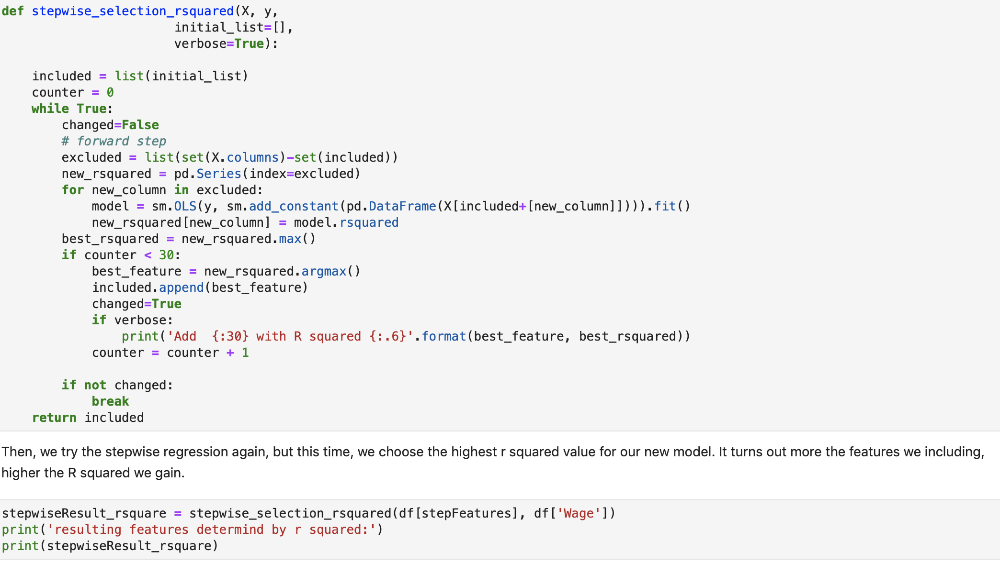 def stepwise_selection_rsquared(X, y,
                       initial_list=[],
                       verbose=True):
    included = list(initial_list)
    counter = 0
    while True:
        changed=False
        # forward step
        excluded = list(set(X.columns)-set(included))
        new_rsquared = pd.Series(index=excluded)
        for new_column in excluded:
            model = sm.OLS(y, sm.add_constant(pd.DataFrame(X[included+[new_column]]))).fit()
            new_rsquared[new_column] = model.rsquared
        best_rsquared = new_rsquared.max()
        if counter < 30:
            best_feature = new_rsquared.argmax()
            included.append(best_feature)
            changed=True
            if verbose:
                print('Add  {:30} with R squared {:.6}'.format(best_feature, best_rsquared))
            counter = counter + 1
        if not changed:
            break
    return included
Then, we try the stepwise regression again, but this time, we choose the highest r squared value for our new model. It turns out more the features we including,
higher the R squared we gain.
stepwiseResult_rsquare = stepwise_selection_rsquared(df[stepFeatures], df['Wage'])
print('resulting features determind by r squared:')
print(stepwiseResult_rsquare)